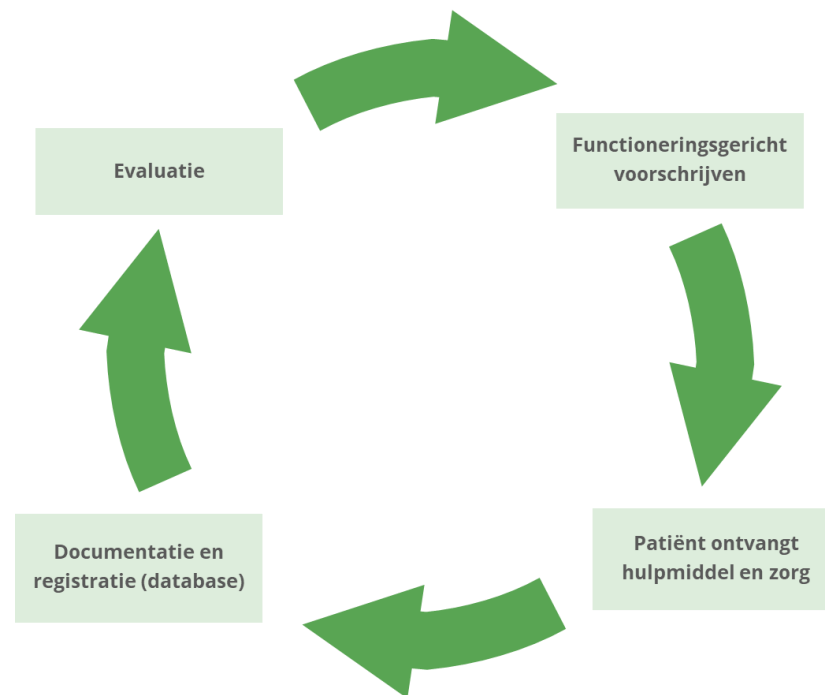 Evaluatie
Functioneringsgericht
voorschrijven
Patiënt ontvangt
hulpmiddel en zorg
Documentatie en
registratie (database)